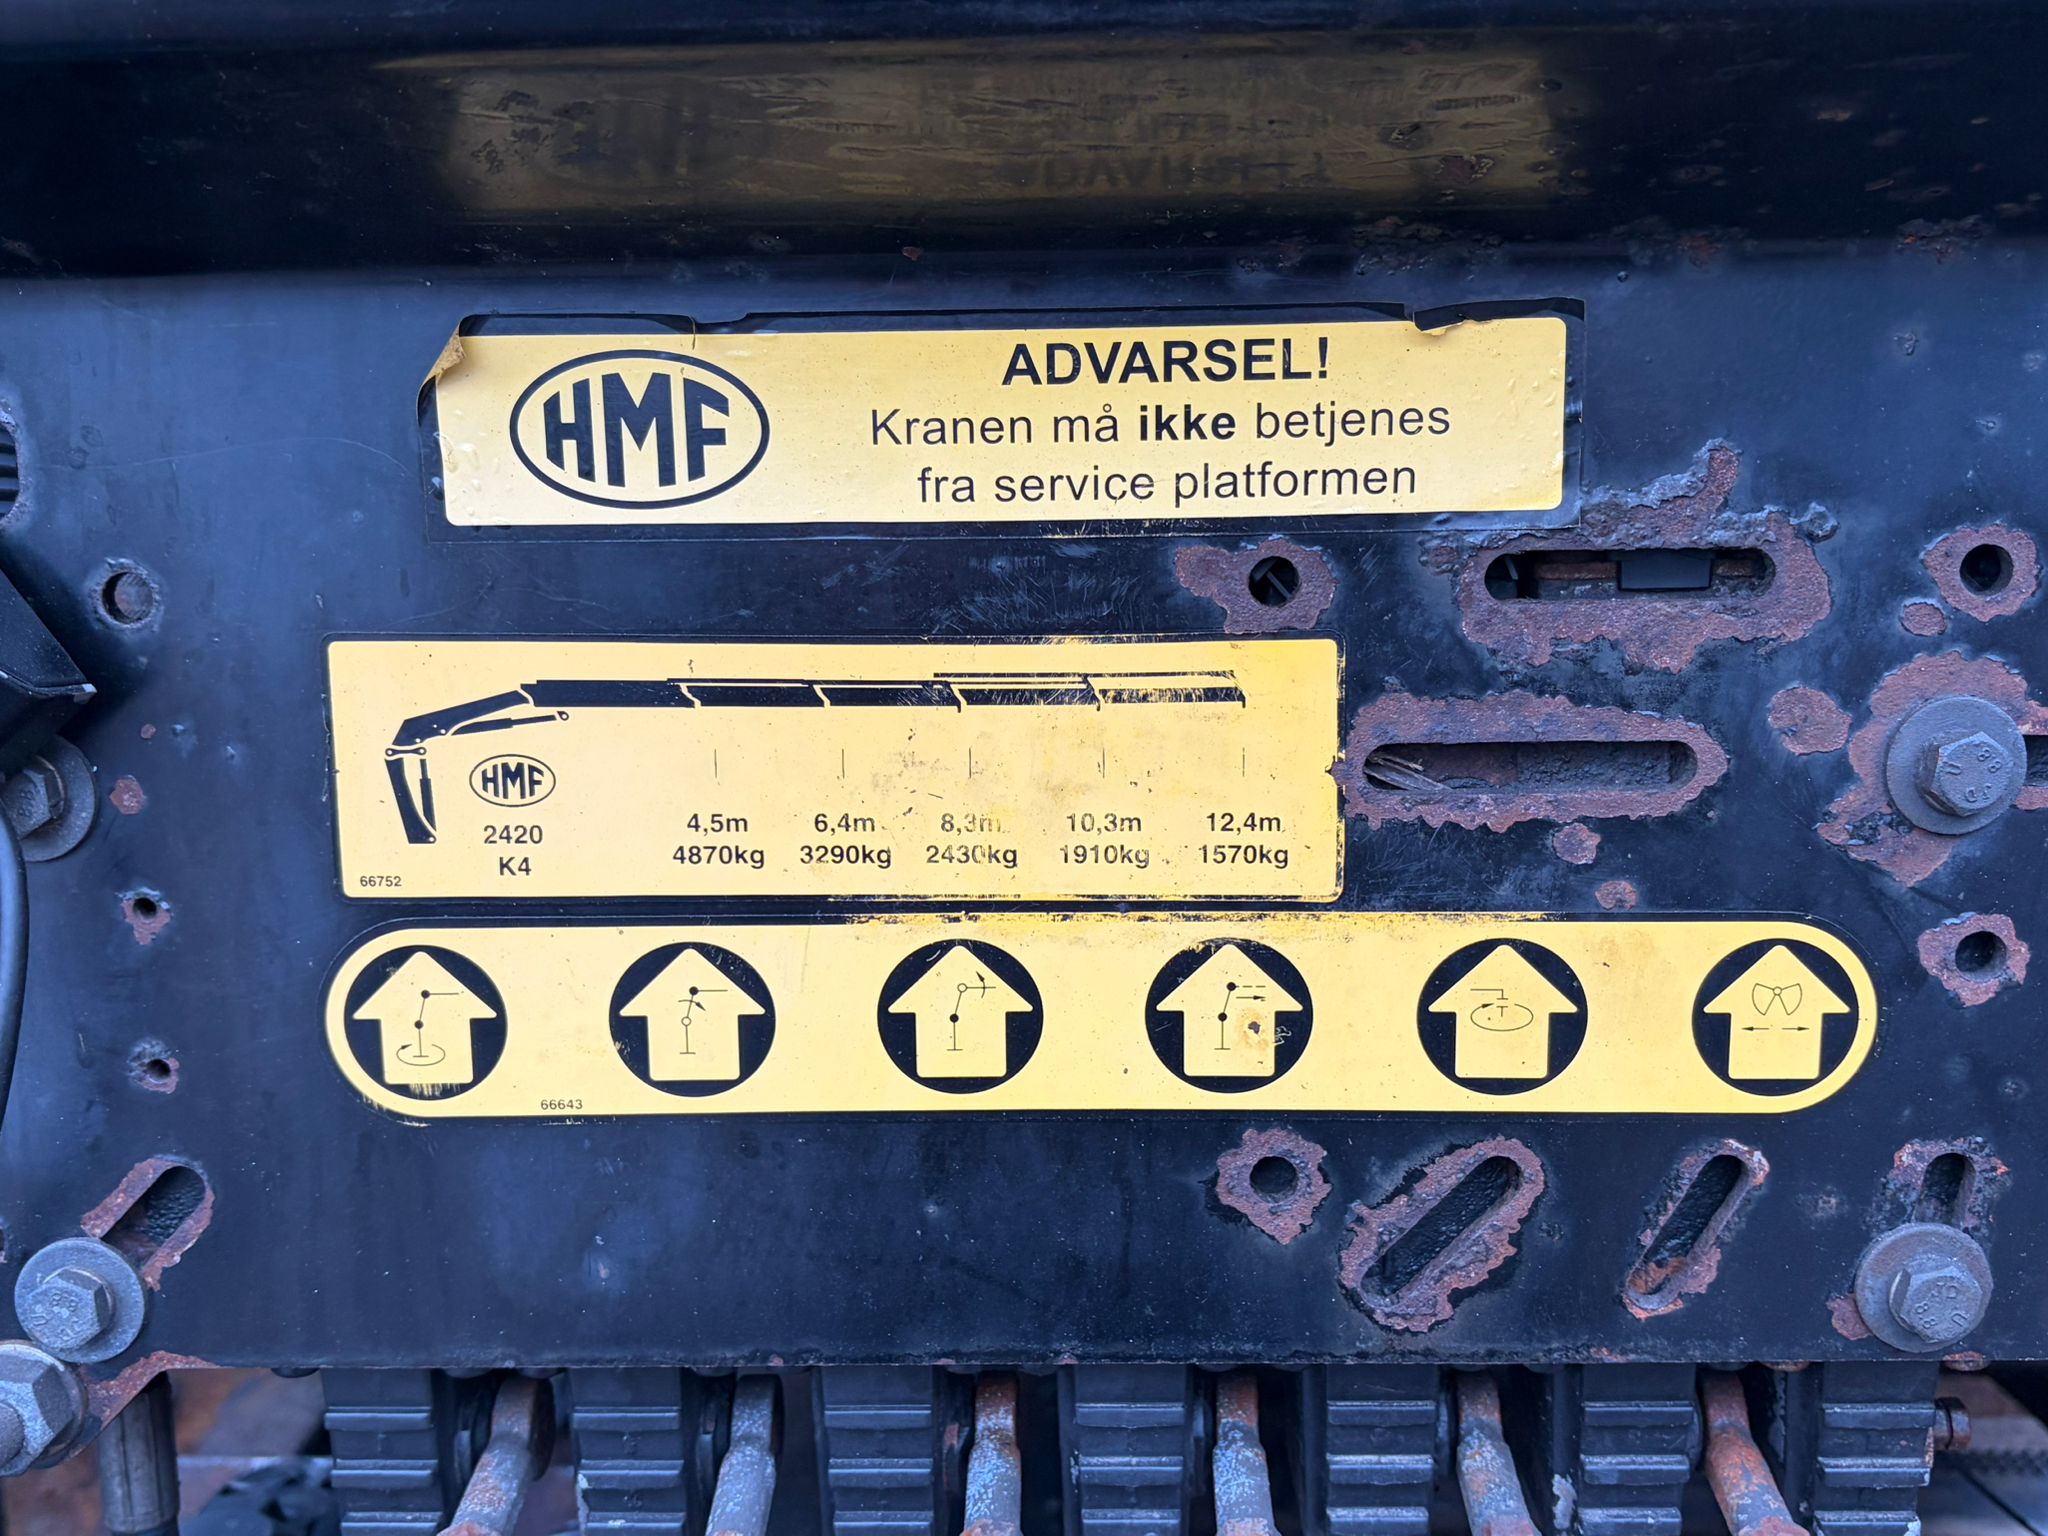 HMF
ADVARSEL!
Kranen må ikke betjenes
fra service platformen
HMF
2420
K4
4,5m 6,4m 8,3m 10,3m 12,4m
4870kg 3290kg 2430kg 1910kg 1570kg
66752
66643